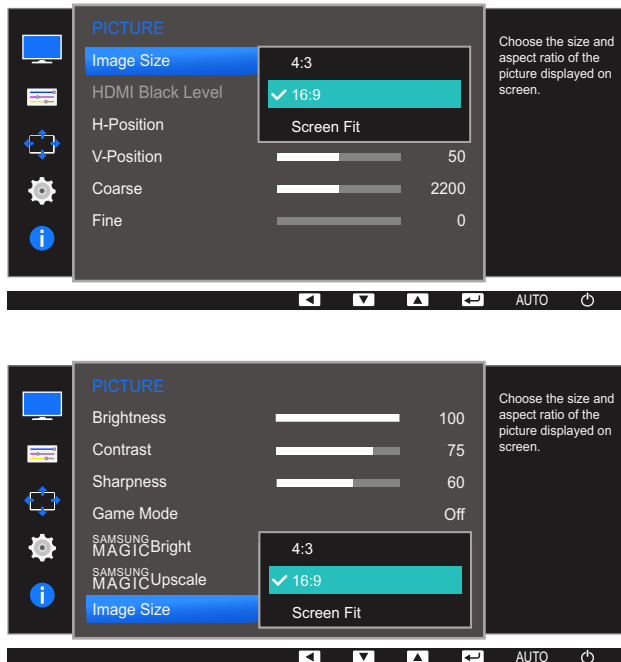 PICTURE
Image Size
4:3
HDMI Black Level
16:9
H-Position
Screen Fit
V-Position 50
Coarse 2200
Fine 0
Choose the size and
aspect ratio of the
picture displayed on
screen.
AUTO
PICTURE
Brightness 100
Contrast 75
Sharpness 60
Game Mode Off
SAMSUNG
MAGICBright
4:3
SAMSUNG
MAGICUpscale
16:9
Image Size
Screen Fit
Choose the size and
aspect ratio of the
picture displayed on
screen.
AUTO